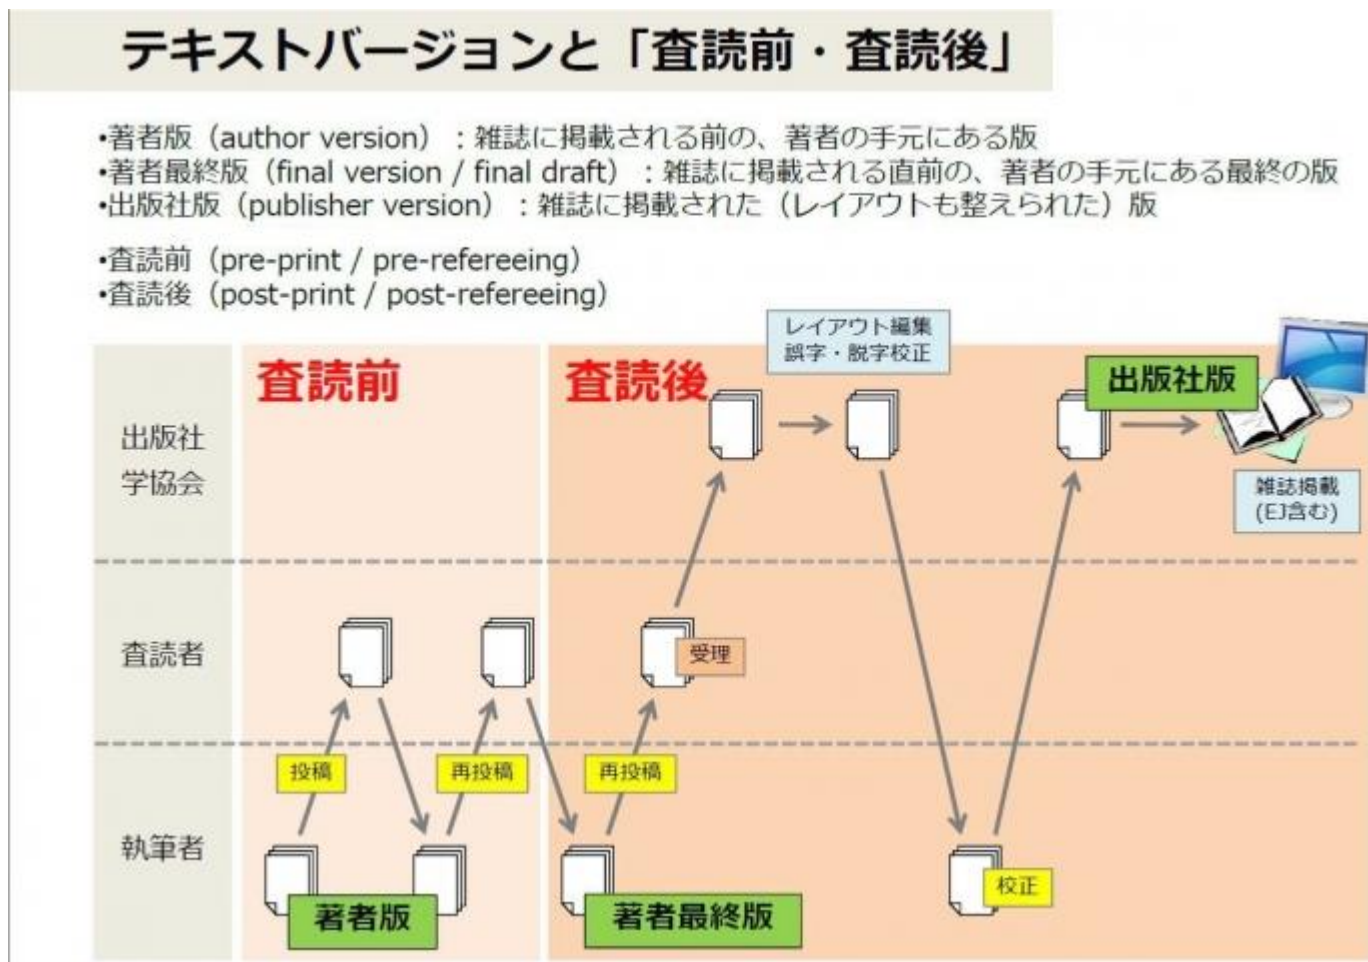 テキストバージョンと「査読前・査読後」
•著者版（author version）：雑誌に掲載される前の、著者の手元にある版
•著者最終版（final version / final draft）：雑誌に掲載される直前の、著者の手元にある最終の版
•出版社版（publisher version）：雑誌に掲載された（レイアウトも整えられた）版
•査読前（pre-print / pre-refereeing）
•査読後（post-print / post-refereeing）
レイアウト編集
誤字・脱字校正
査読前
査読後
出版社版
出版社
学協会
雑誌掲載
(EJ含む)
査読者
受理
投稿
再投稿
再投稿
執筆者
校正
著者版
著者最終版